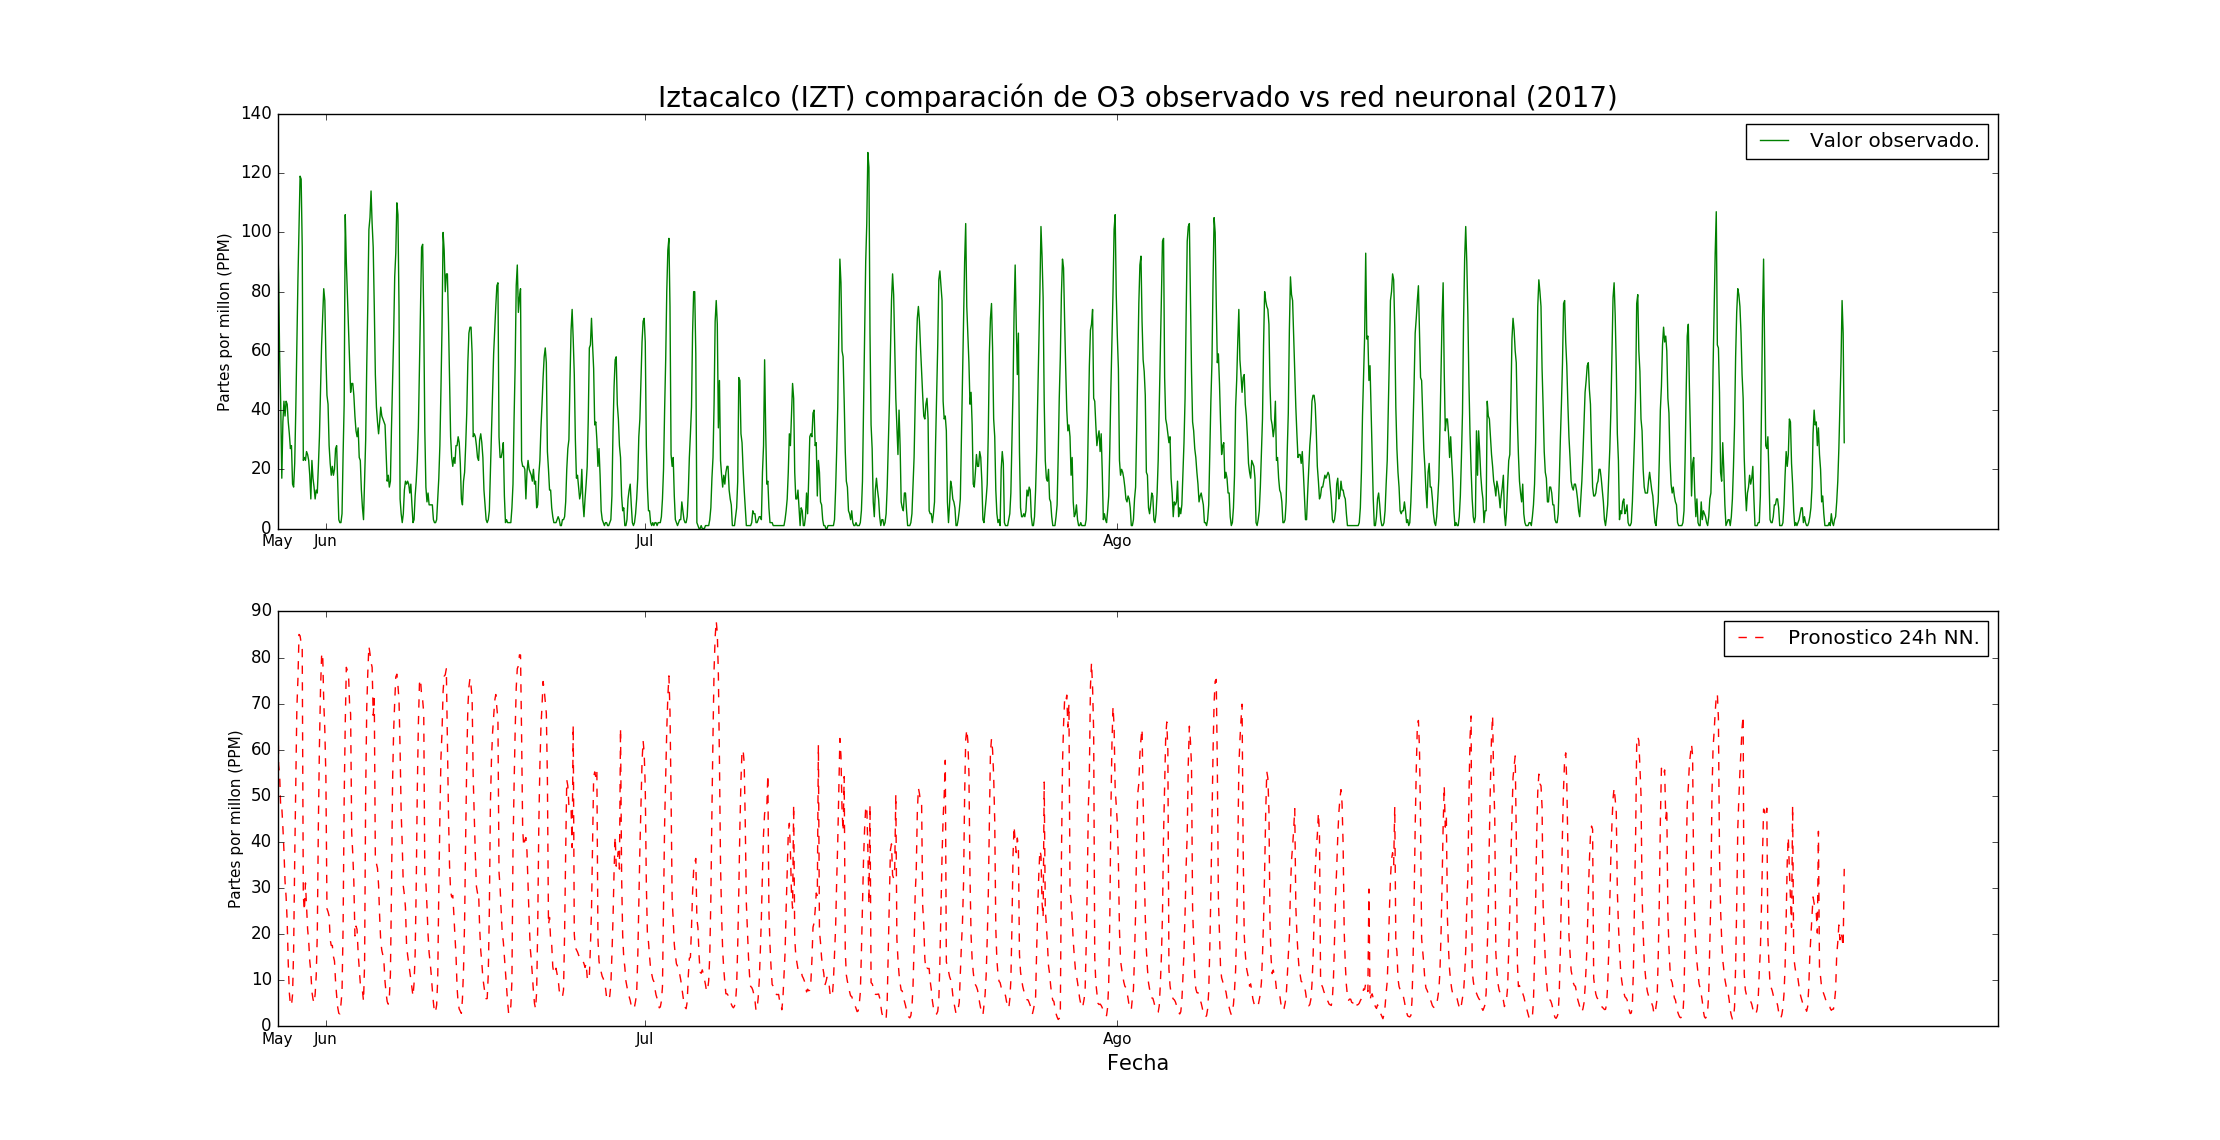 Iztacalco (IZT) comparación de O3 observado vs red neuronal (2017)
140
120
100
80
60
40
20
0
Partes por millon (PPM)
Valor observado.
May Jun Jul Ago
90
80
70
60
50
40
30
20
10
0
Partes por millon (PPM)
Pronostico 24h NN.
May Jun Jul Ago
Fecha